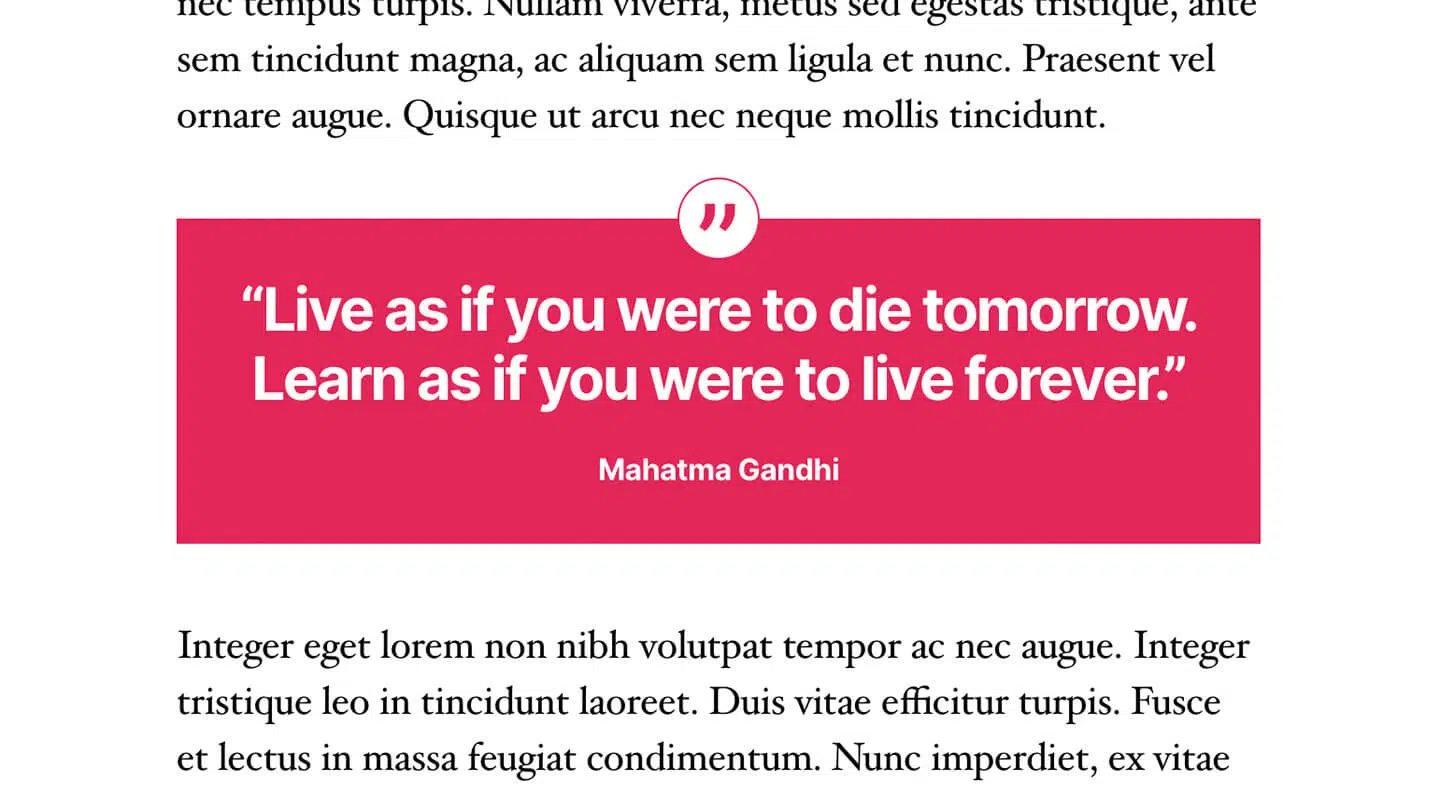 nec tempus turpis. Nullam viverra, metus sed egestas tristique, ante
sem tincidunt magna, ac aliquam sem ligula et nunc. Praesent vel
ornare augue. Quisque ut arcu nec neque mollis tincidunt.
”
“Live as if you were to die tomorrow.
Learn as if you were to live forever.”
Mahatma Gandhi
Integer eget lorem non nibh volutpat tempor ac nec augue. Integer
tristique leo in tincidunt laoreet. Duis vitae efficitur turpis. Fusce
et lectus in massa feugiat condimentum. Nunc imperdiet, ex vitae